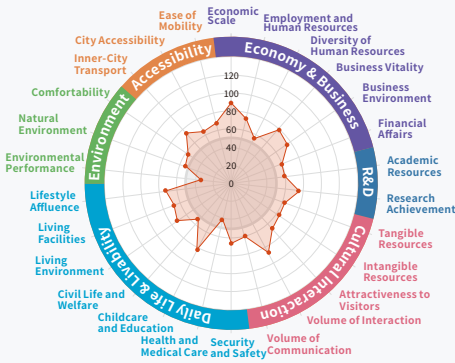 Economic
Scale
Employment and
Human Resources
Diversity of
Human Resources
Business Vitality
Business
Environment
Financial
Affairs
Academic
Resources
Research
Achievement
Tangible
Resources
Intangible
Resources
Attractiveness to
Visitors
Volume of Interaction
Volume of
Communication
Security
and Safety
Health and
Medical Care
Childcare
and Education
Civil Life and
Welfare
Living
Environment
Living
Facilities
Lifestyle
Affluence
Environmental
Performance
Natural
Environment
Comfortability
Inner-City
Transport
City Accessibility
Ease of
Mobility
Economy & Business
R&D
Cultural Interaction
Daily Life & Livability
Environment
Accessibility
120
100
80
60
40
20
0